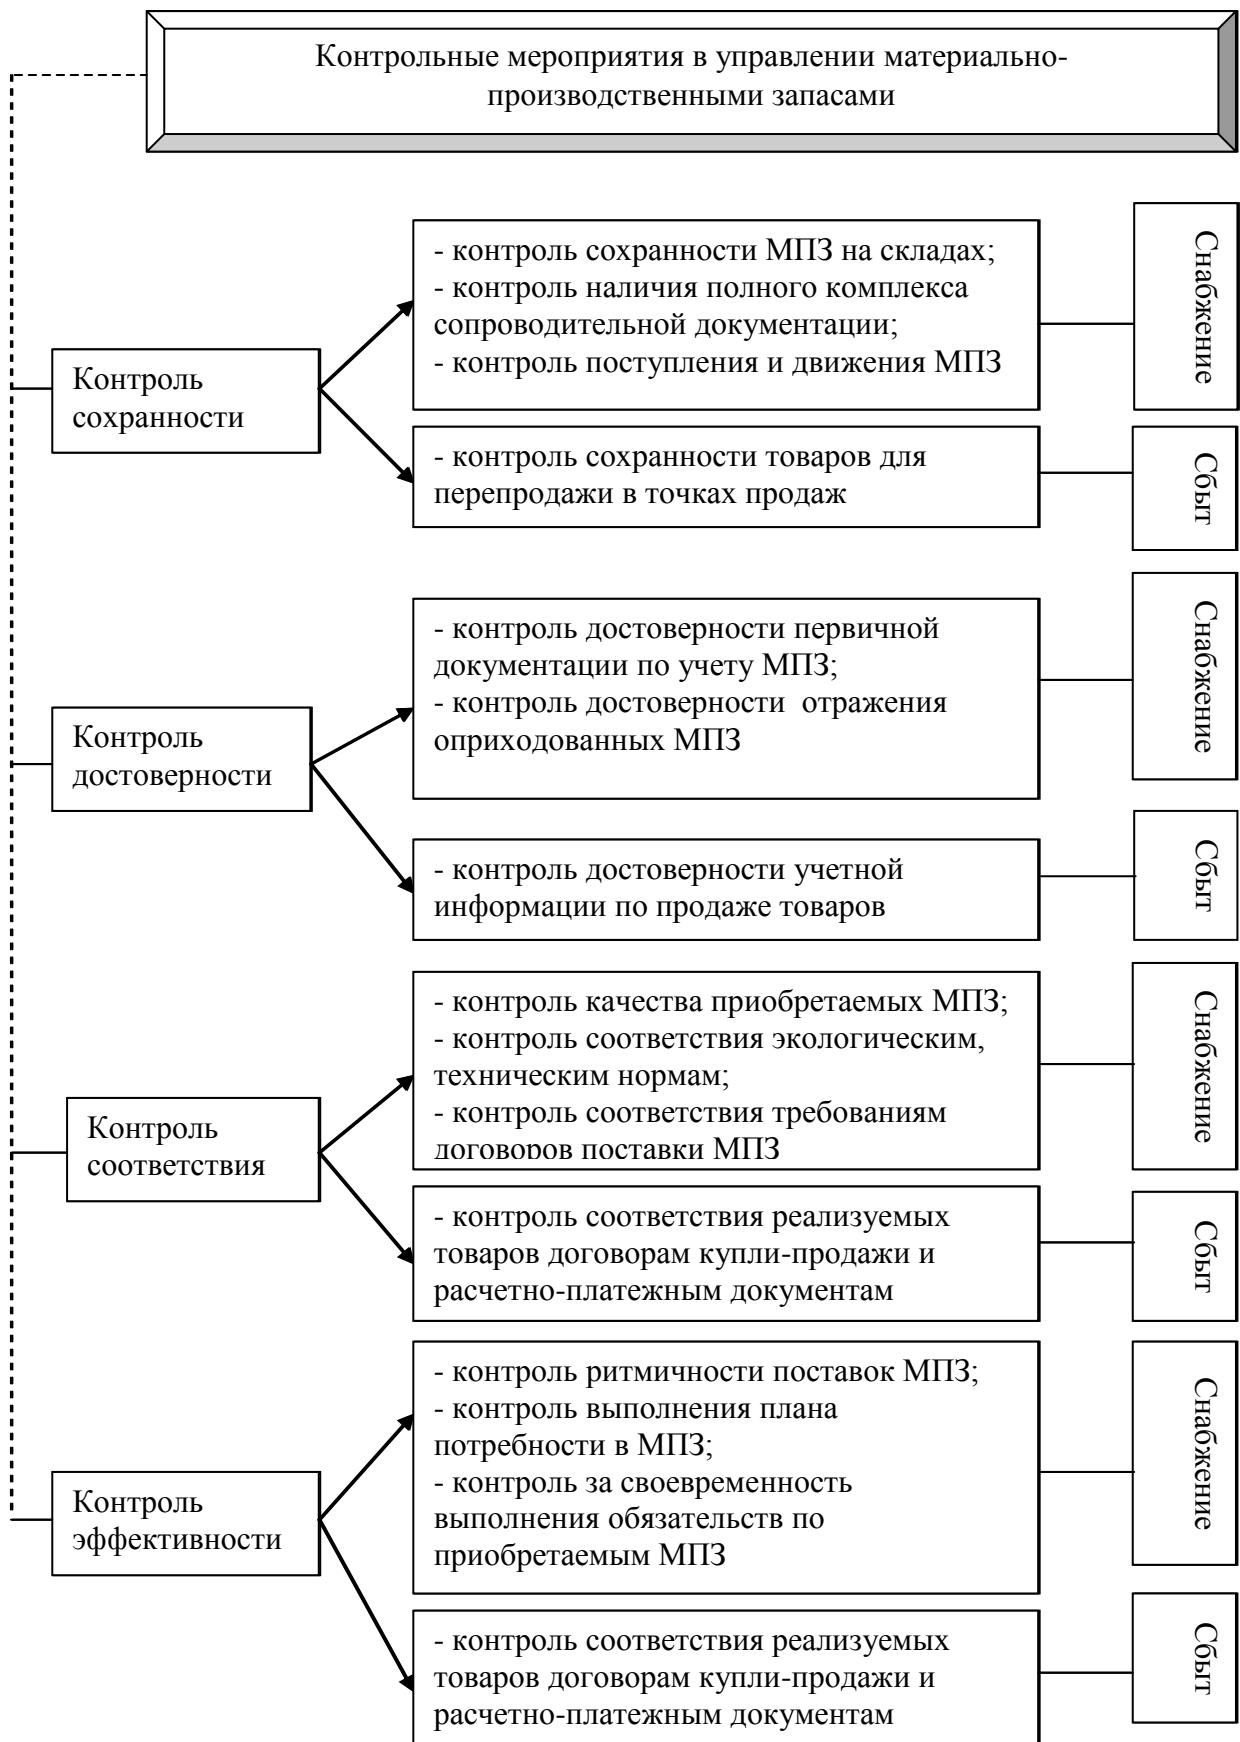 Контрольные мероприятия в управлении материально-
производственными запасами
- контроль сохранности МПЗ на складах;
- контроль наличия полного комплекса
сопроводительной документации;
- контроль поступления и движения МПЗ
Снабжение
Контроль
сохранности
- контроль сохранности товаров для
перепродажи в точках продаж
Сбыт
- контроль достоверности первичной
документации по учету МПЗ;
- контроль достоверности  отражения
оприходованных МПЗ
Снабжение
Контроль
достоверности
- контроль достоверности учетной
информации по продаже товаров
Сбыт
- контроль качества приобретаемых МПЗ;
- контроль соответствия экологическим,
техническим нормам;
- контроль соответствия требованиям
договоров поставки МПЗ
Снабжение
Контроль
соответствия
- контроль соответствия реализуемых
товаров договорам купли-продажи и
расчетно-платежным документам
Сбыт
- контроль ритмичности поставок МПЗ;
- контроль выполнения плана
потребности в МПЗ;
- контроль за своевременность
выполнения обязательств по
приобретаемым МПЗ
Снабжение
Контроль
эффективности
- контроль соответствия реализуемых
товаров договорам купли-продажи и
расчетно-платежным документам
Сбыт